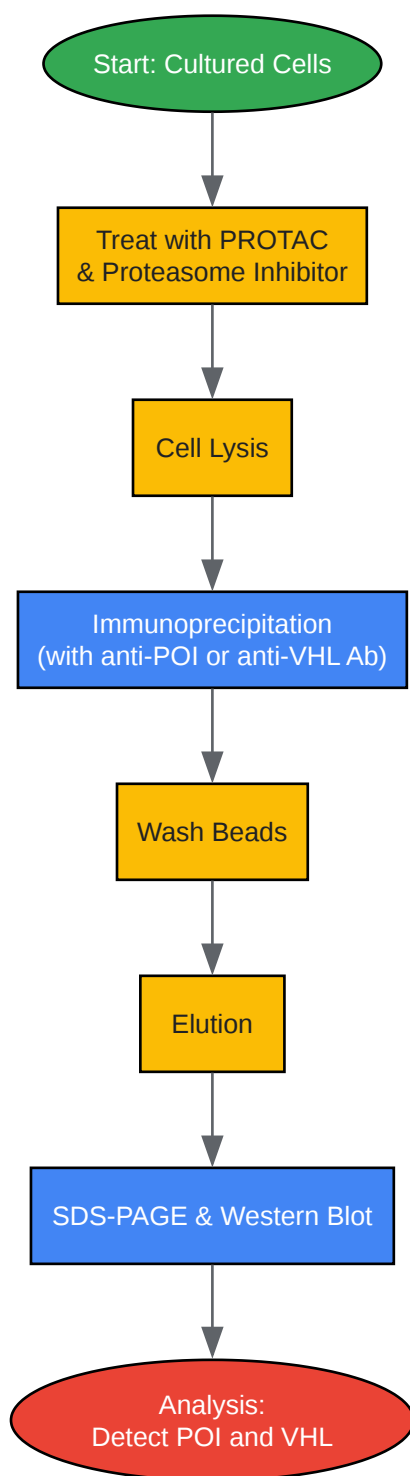 Start: Cultured Cells
Treat with PROTAC
& Proteasome Inhibitor
Cell Lysis
Immunoprecipitation
(with anti-POI or anti-VHL Ab)
Wash Beads
Elution
SDS-PAGE & Western Blot
Analysis:
Detect POI and VHL